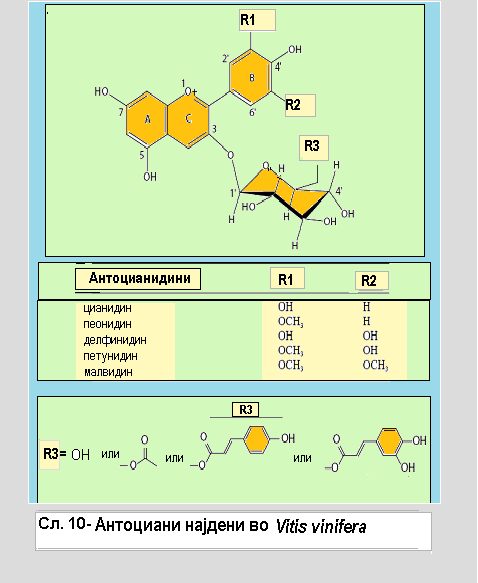 R1
2' OH
1 4'
HO O+ B
7 A C R2
6'
3
5 O R3
OH O H H
1' 4'
HO H OH
H OH
H
Антоцианидини R1 R2
цианидин OH H
пеонидин OCH₃ H
делфинидин OH OH
петунидин OCH₃ OH
малвидин OCH₃ OCH₃
R3
R3= OH или O O или O O OH или O O OH OH
Сл. 10- Антоциани најдени во Vitis vinifera